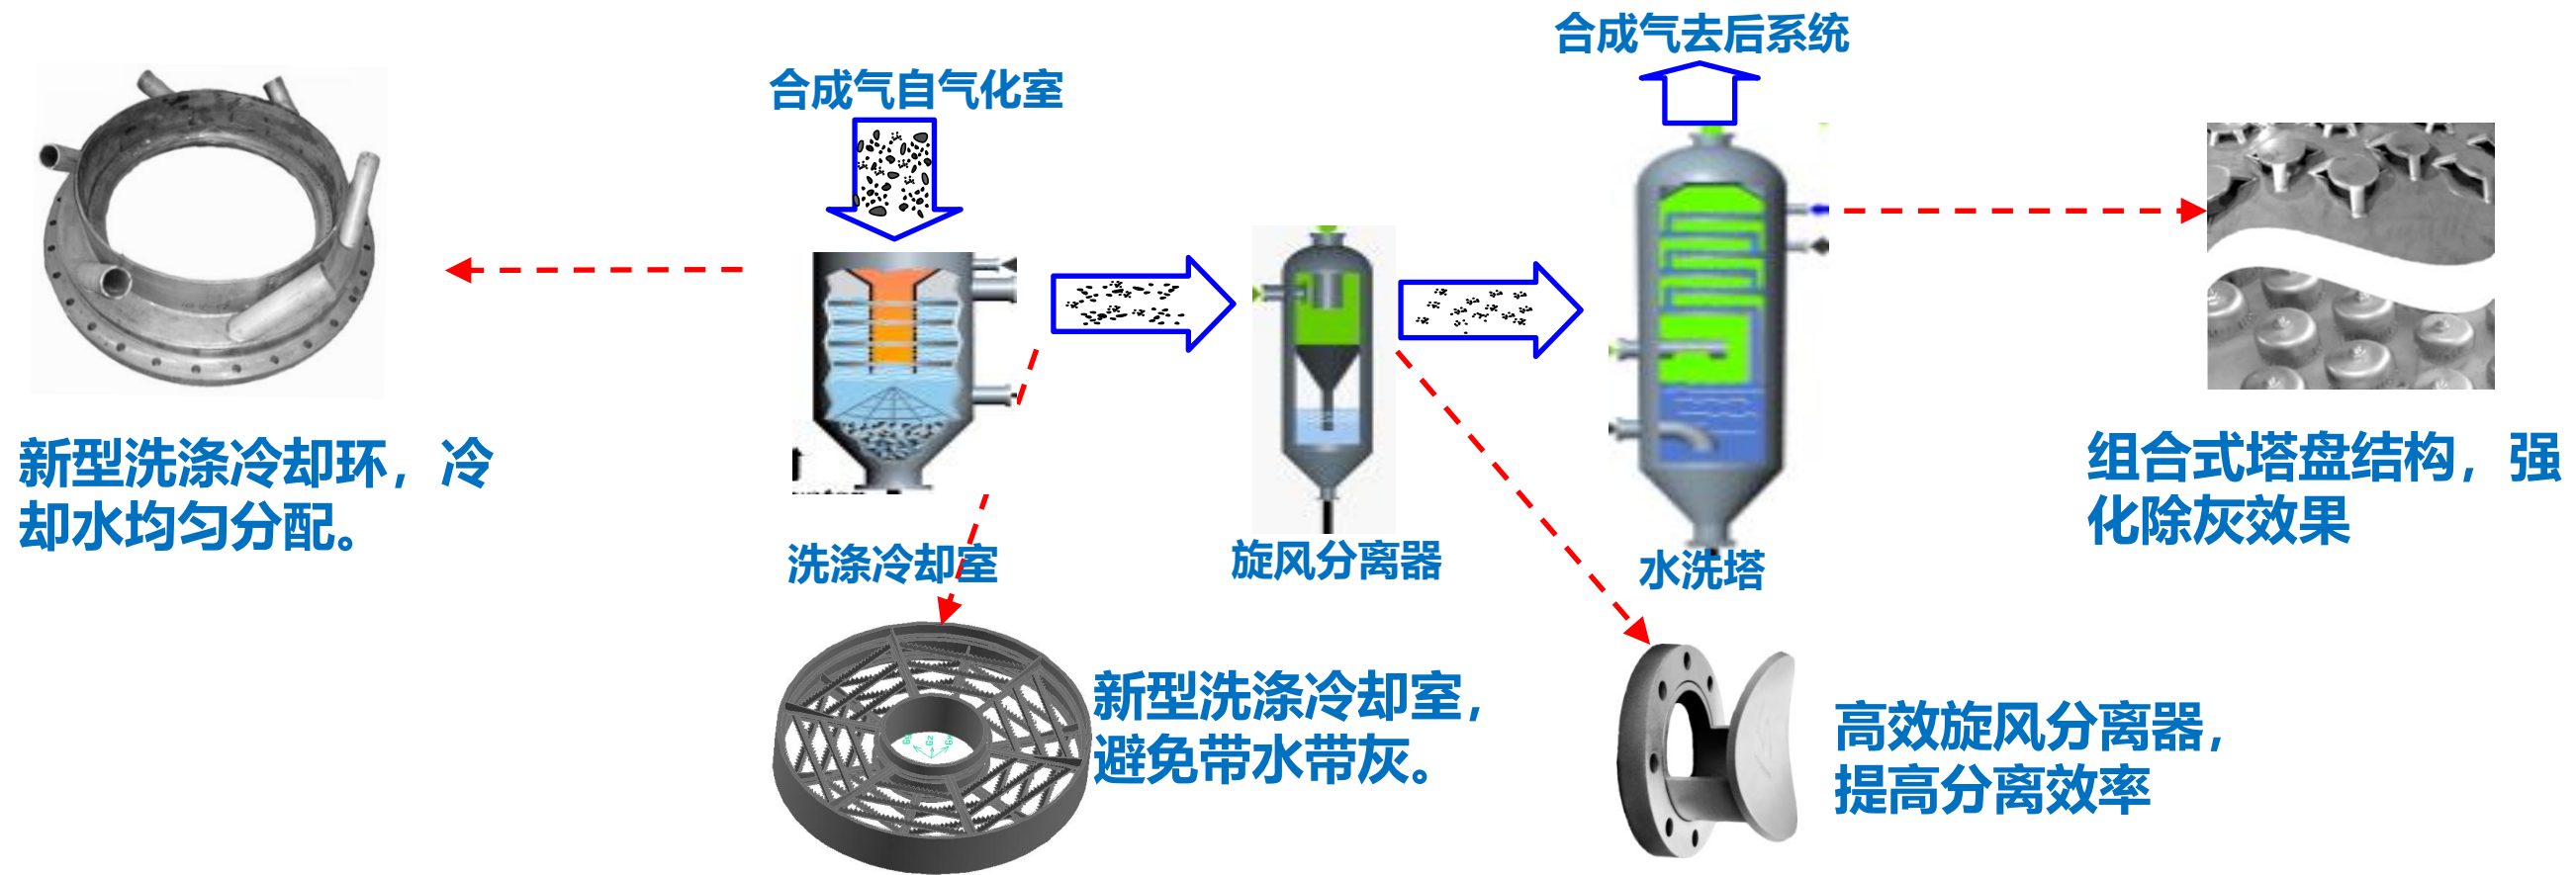 合成气去后系统
合成气自气化室
新型洗涤冷却环，冷
却水均匀分配。
组合式塔盘结构，强
化除灰效果
洗涤冷却室
旋风分离器
水洗塔
新型洗涤冷却室，
避免带水带灰。
高效旋风分离器，
提高分离效率